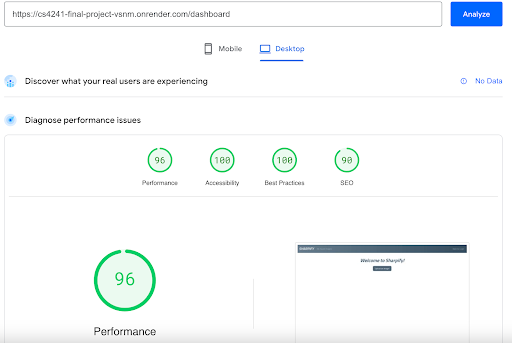 https://cs4241-final-project-vsnm.onrender.com/dashboard
Analyze
Mobile
Desktop
Discover what your real users are experiencing
No Data
Diagnose performance issues
96
100
100
90
Performance
Accessibility
Best Practices
SEO
96
Performance
SHARPIFY
Welcome to Sharpify!